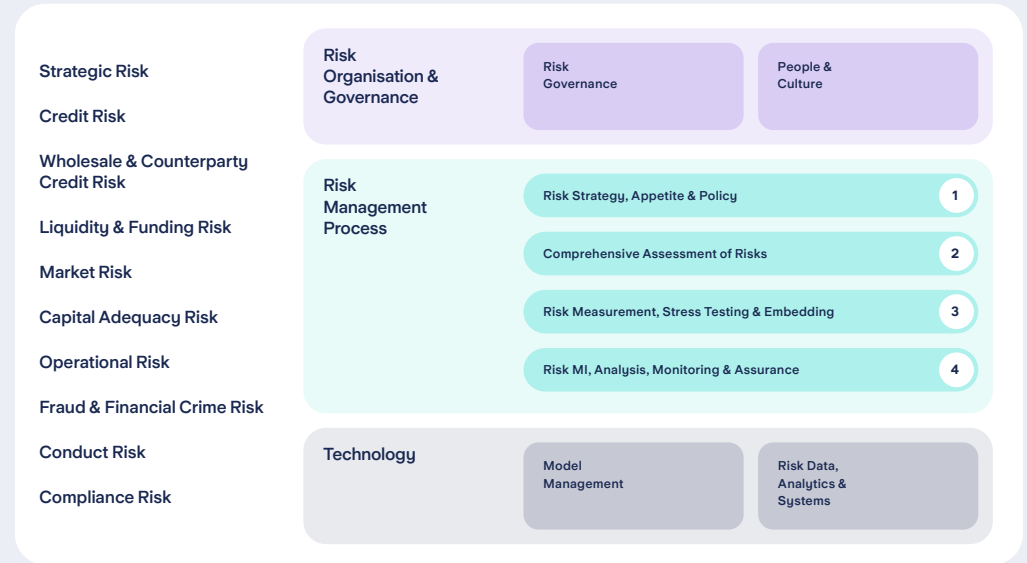 Strategic Risk
Credit Risk
Wholesale & Counterparty
Credit Risk
Liquidity & Funding Risk
Market Risk
Capital Adequacy Risk
Operational Risk
Fraud & Financial Crime Risk
Conduct Risk
Compliance Risk
Risk
Organisation &
Governance
Risk
Governance
People &
Culture
Risk
Management
Process
Risk Strategy, Appetite & Policy
1
Comprehensive Assessment of Risks
2
Risk Measurement, Stress Testing & Embedding
3
Risk MI, Analysis, Monitoring & Assurance
4
Technology
Model
Management
Risk Data,
Analytics &
Systems